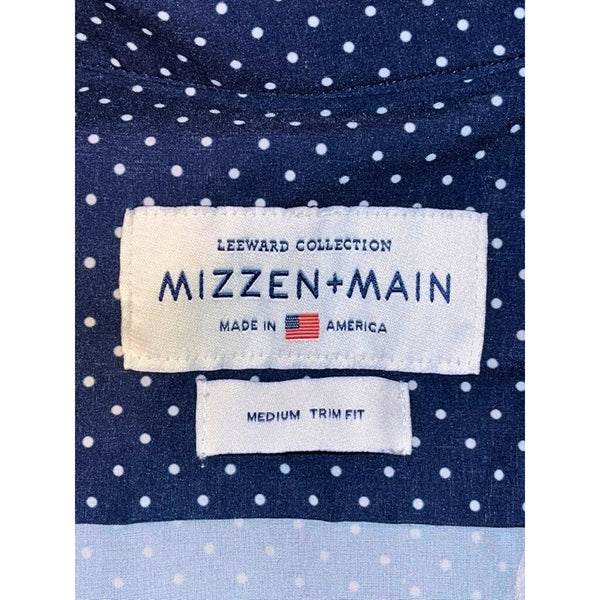 LEEWARD COLLECTION
MIZZEN+MAIN
MADE IN AMERICA
MEDIUM TRIM FIT